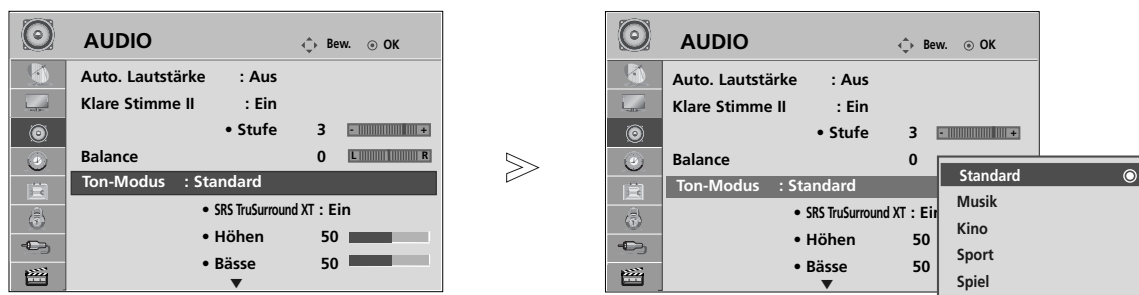 AUDIO Bew. OK
Auto. Lautstärke : Aus
Klare Stimme II : Ein
• Stufe 3 - +
Balance 0 L R
Ton-Modus : Standard
• SRS TruSurround XT : Ein
• Höhen 50
• Bässe 50
AUDIO Bew. OK
Auto. Lautstärke : Aus
Klare Stimme II : Ein
• Stufe 3 - +
Balance 0
Ton-Modus : Standard
• SRS TruSurround XT : Ein
• Höhen 50
• Bässe 50
Standard
Musik
Kino
Sport
Spiel